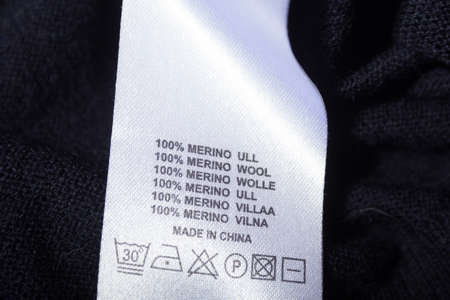 100% MERINO ULL
100% MERINO WOOL
100% MERINO WOLLE
100% MERINO ULL
100% MERINO VILLAA
100% MERINO VILNA
MADE IN CHINA
30° P